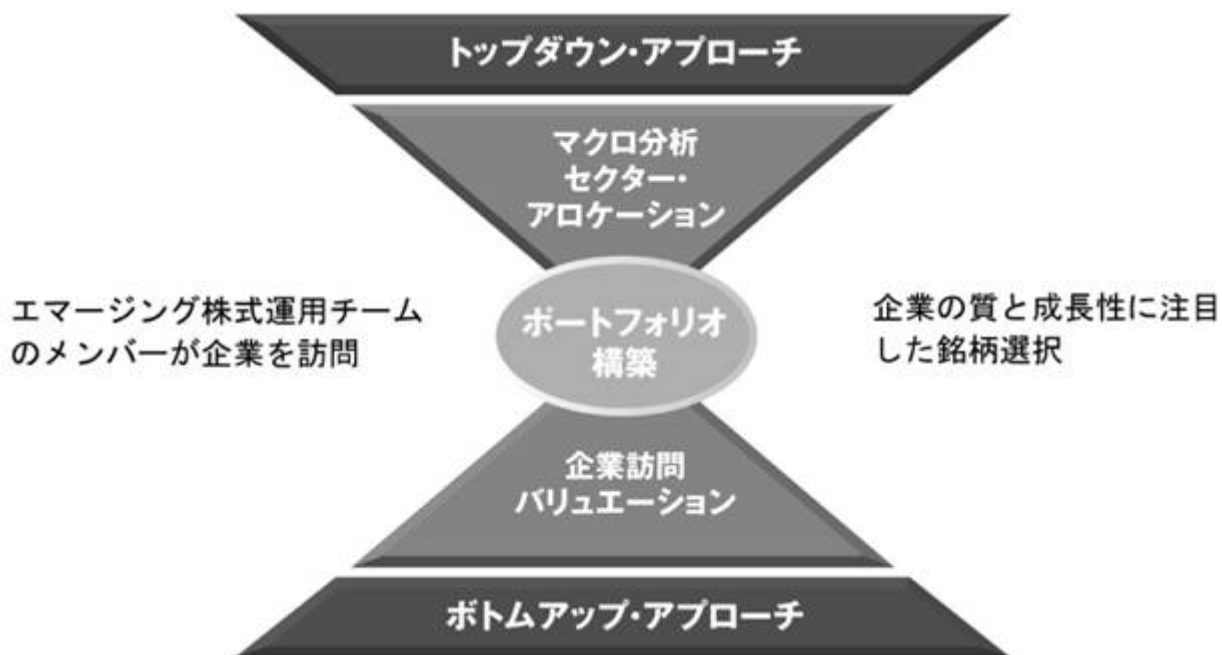 トップダウン・アプローチ
マクロ分析
セクター・
アロケーション
エマージング株式運用チーム
のメンバーが企業を訪問
ポートフォリオ
構築
企業の質と成長性に注目
した銘柄選択
企業訪問
バリュエーション
ボトムアップ・アプローチ